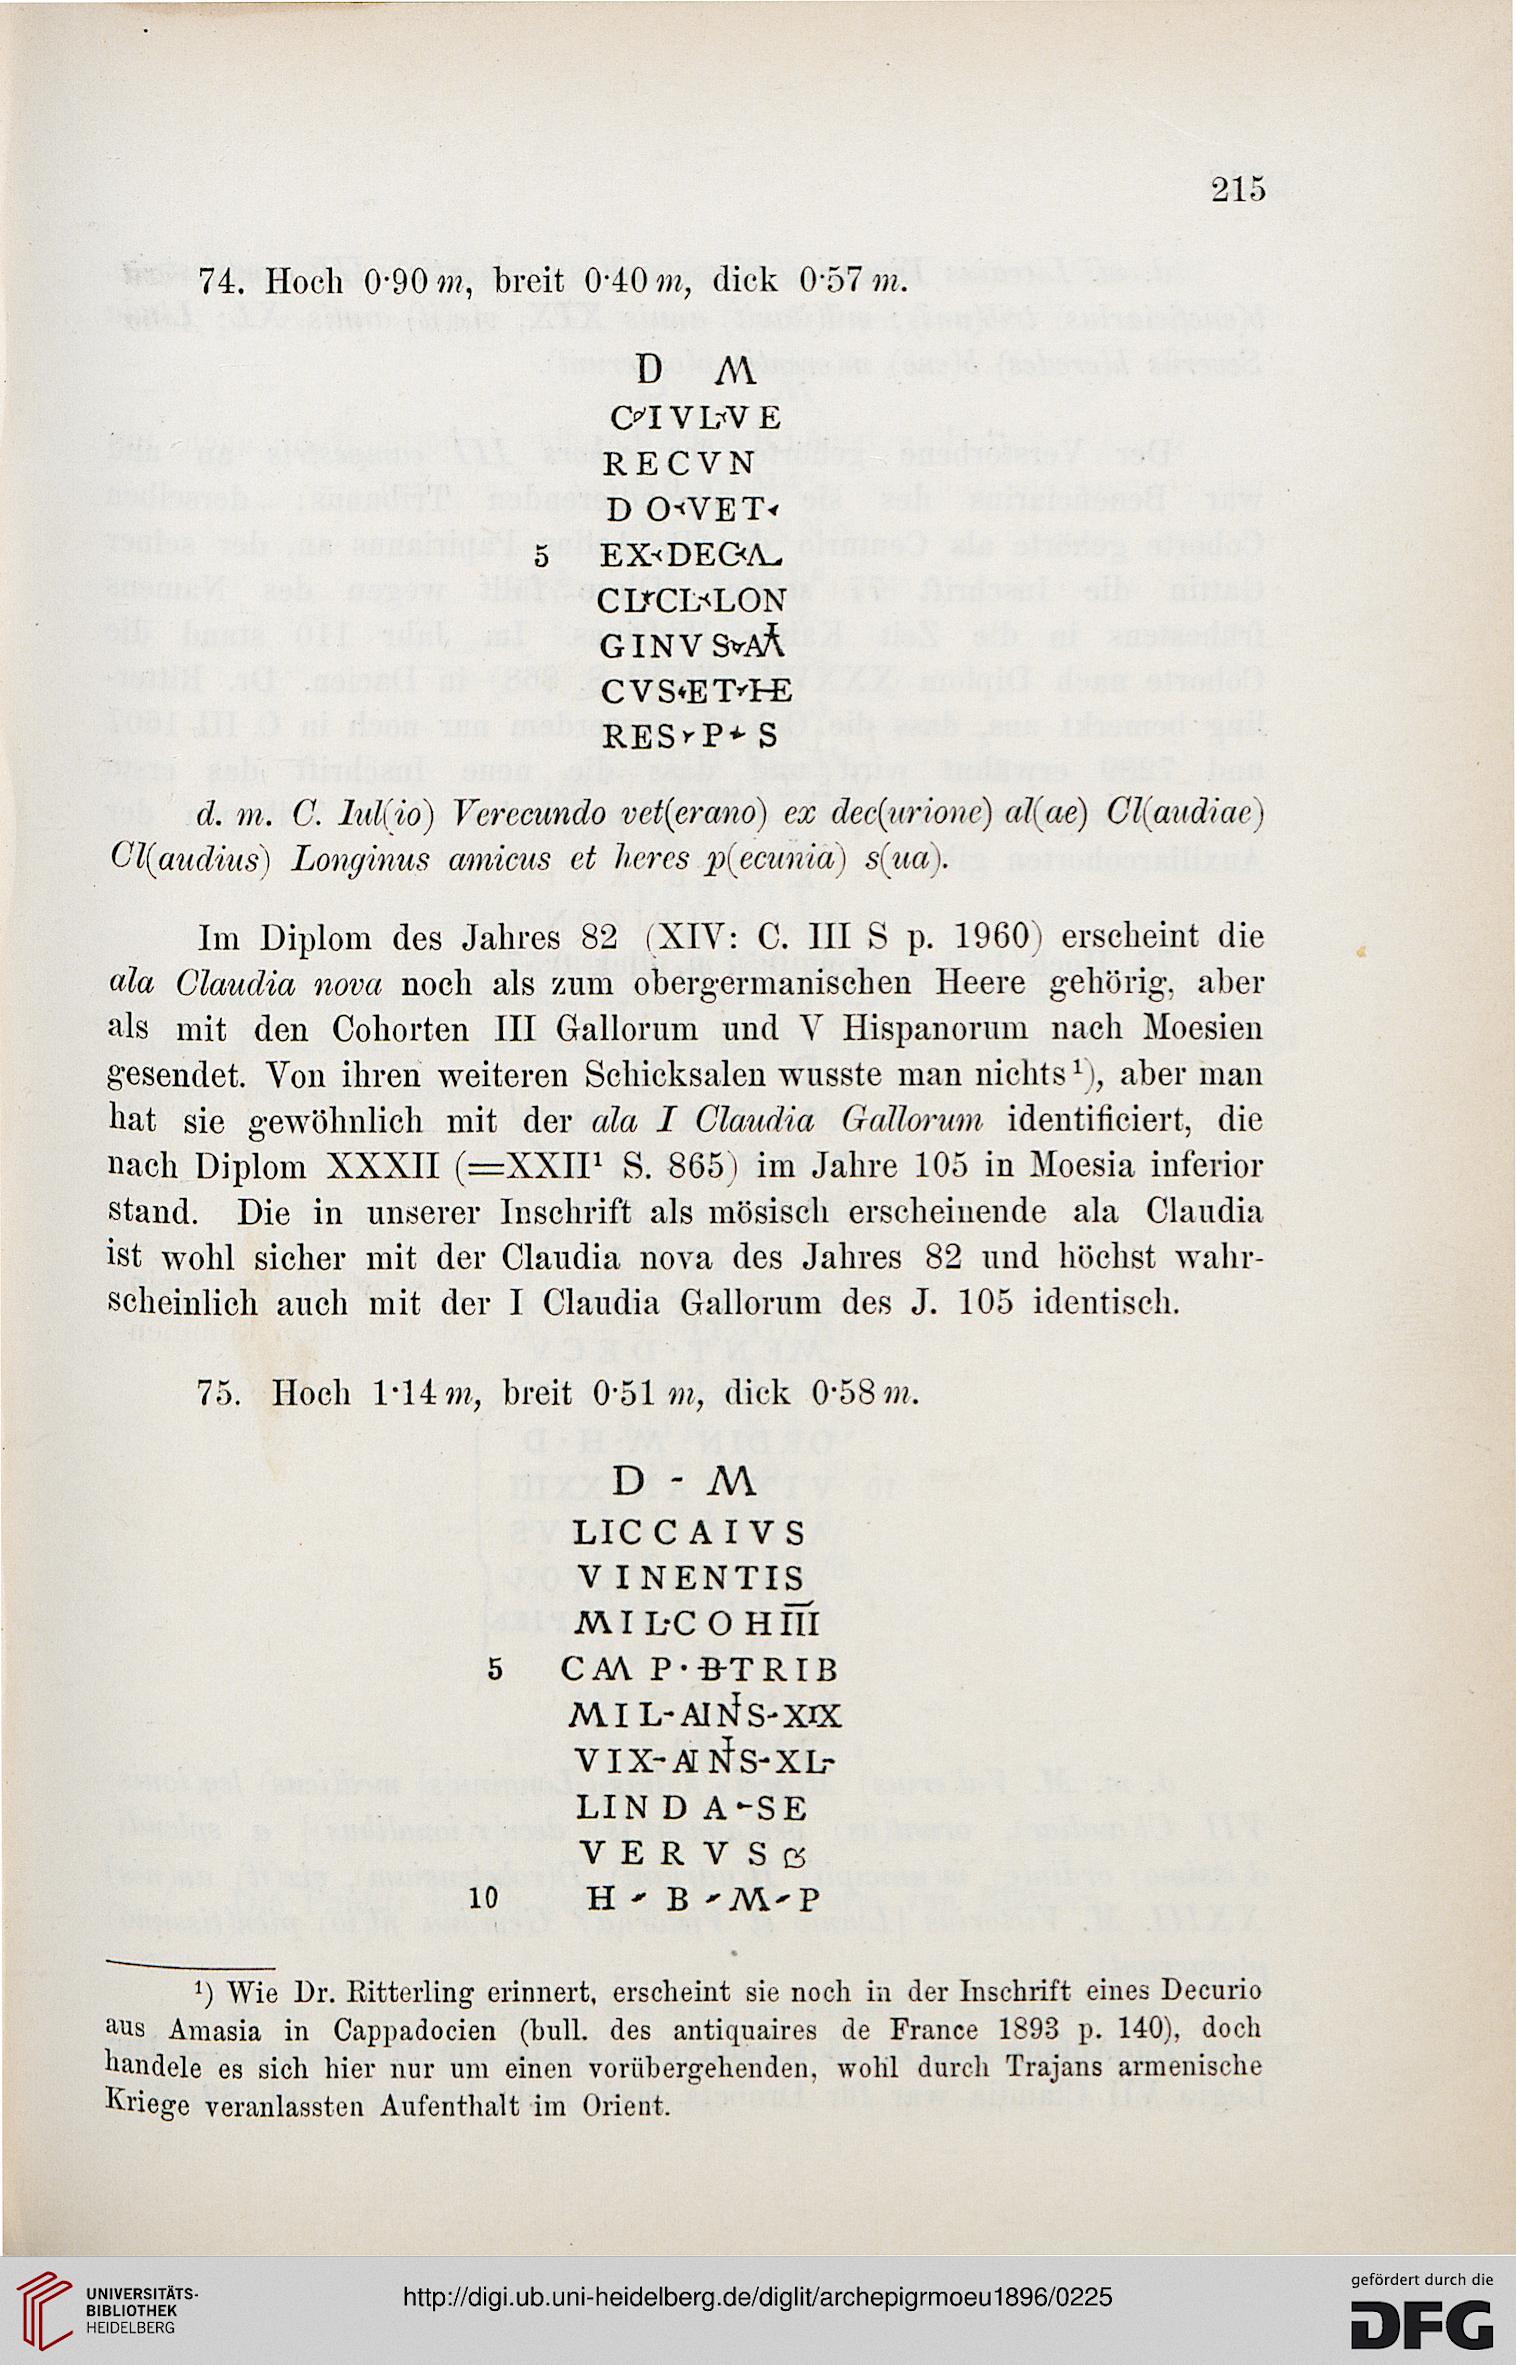 215
74. Hoch 0·90 m, breit 0·40 m, dick 0·57 m.
D M
C·IVL·VE
RECVN
DO·VET·
5 EX·DEC·AL
CL·CL·LON
GINVS·AMI
CVS·ET·HE
RES·P·S
d. m. C. Iul(io) Verecundo vet(erano) ex dec(urione) al(ae) Cl(audiae)
Cl(audius) Longinus amicus et heres p(ecunia) s(ua).
Im Diplom des Jahres 82 (XIV: C. III S p. 1960) erscheint die
ala Claudia nova noch als zum obergermanischen Heere gehörig, aber
als mit den Cohorten III Gallorum und V Hispanorum nach Moesien
gesendet. Von ihren weiteren Schicksalen wusste man nichts¹), aber man
hat sie gewöhnlich mit der ala I Claudia Gallorum identificiert, die
nach Diplom XXXII (=XXII¹ S. 865) im Jahre 105 in Moesia inferior
stand. Die in unserer Inschrift als mösisch erscheinende ala Claudia
ist wohl sicher mit der Claudia nova des Jahres 82 und höchst wahr-
scheinlich auch mit der I Claudia Gallorum des J. 105 identisch.
75. Hoch 1·14 m, breit 0·51 m, dick 0·58 m.
D - M
LICCAIVS
VINENTIS
MIL·COH III
5 CAM P·B·TRIB
MIL-ANIS-XIX
VIX-ANIS-XL-
LINDA-SE
VERVS
10 H - B - M - P
¹) Wie Dr. Ritterling erinnert, erscheint sie noch in der Inschrift eines Decurio
aus Amasia in Cappadocien (bull. des antiquaires de France 1893 p. 140), doch
handele es sich hier nur um einen vorübergehenden, wohl durch Trajans armenische
Kriege veranlassten Aufenthalt im Orient.
UNIVERSITÄTS-
BIBLIOTHEK
HEIDELBERG
http://digi.ub.uni-heidelberg.de/diglit/archepigrmoeu1896/0225
gefördert durch die
DFG